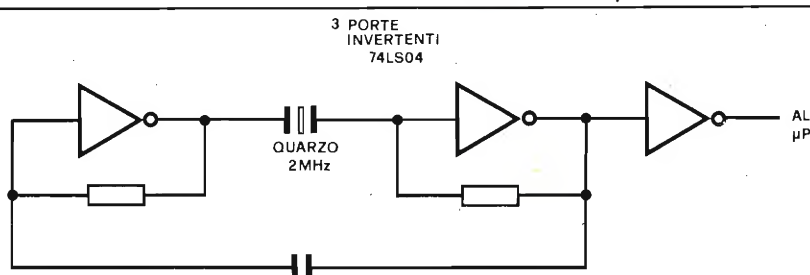 3 PORTE
INVERTENTI
74LS04
QUARZO
2MHz
AL
µP